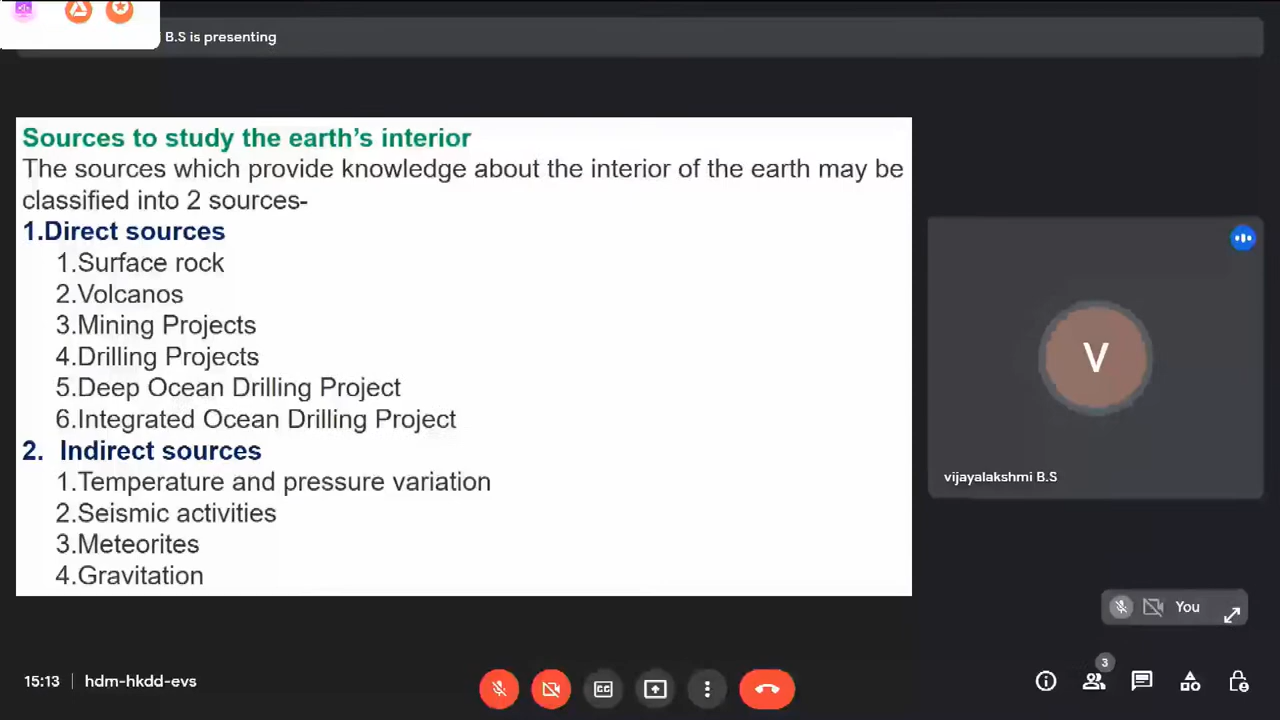 B.S is presenting
Sources to study the earth's interior
The sources which provide knowledge about the interior of the earth may be
classified into 2 sources-
1.Direct sources
1.Surface rock
2.Volcanos
3.Mining Projects
4.Drilling Projects
5.Deep Ocean Drilling Project
6.Integrated Ocean Drilling Project
2. Indirect sources
1.Temperature and pressure variation
2.Seismic activities
3.Meteorites
4.Gravitation
V
vijayalakshmi B.S
You
15:13 | hdm-hkdd-evs
3